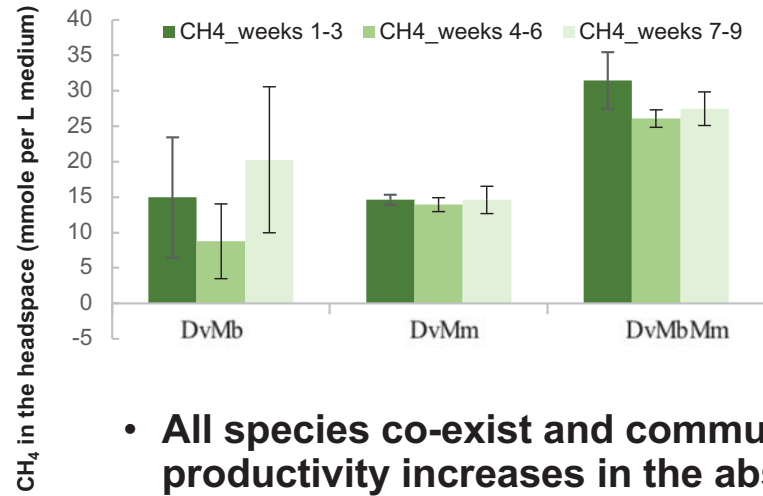 CH4_weeks 1-3 CH4_weeks 4-6 CH4_weeks 7-9
CH₄ in the headspace (mmole per L medium)
40
35
30
25
20
15
10
5
0
-5
DvMb DvMm DvMbMm
• All species co-exist and commu
productivity increases in the abs